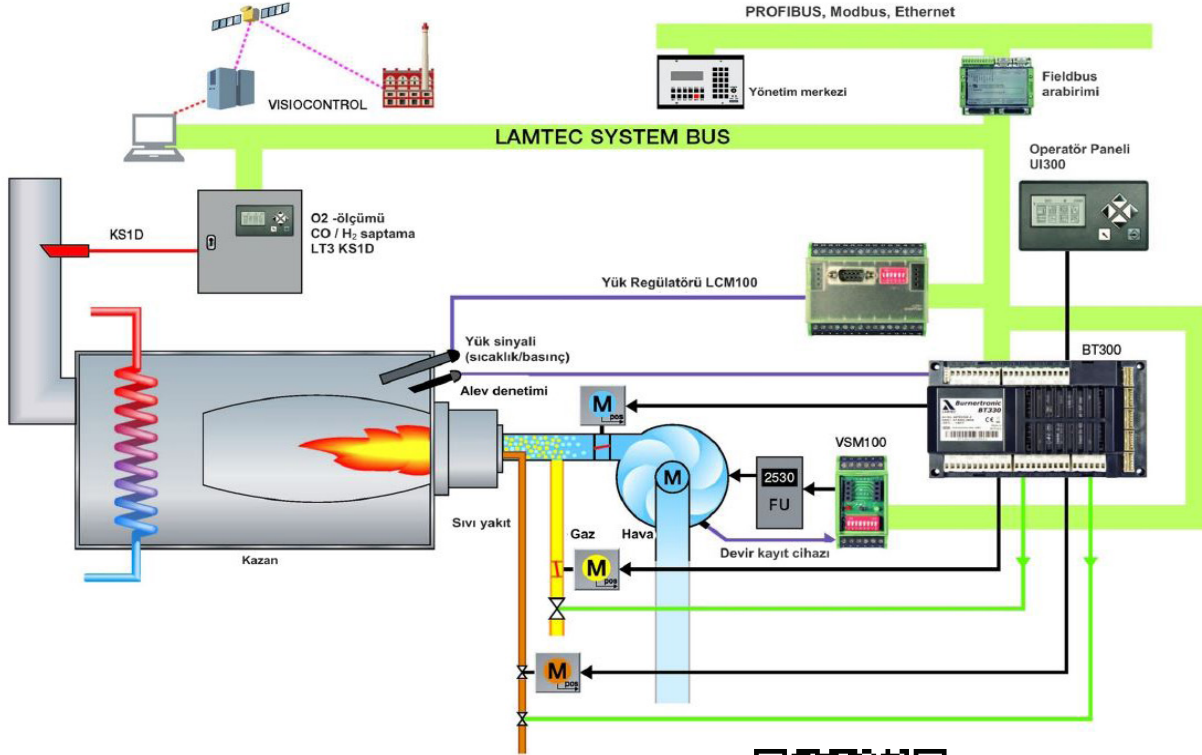 PROFIBUS, Modbus, Ethernet
VISIOCONTROL
Yönetim merkezi
Fieldbus
arabirimi
LAMTEC SYSTEM BUS
Operatör Paneli
UI300
KS1D
O2 -ölçümü
CO / H₂ saptama
LT3 KS1D
Yük Regülatörü LCM100
Yük sinyali
(sıcaklık/basınç)
Alev denetimi
BT300
Burnertronic
BT330
M
pos
VSM100
M
2530
FU
Sıvı yakıt
Gaz
Hava
Devir kayıt cihazı
Kazan
M
pos
M
pos